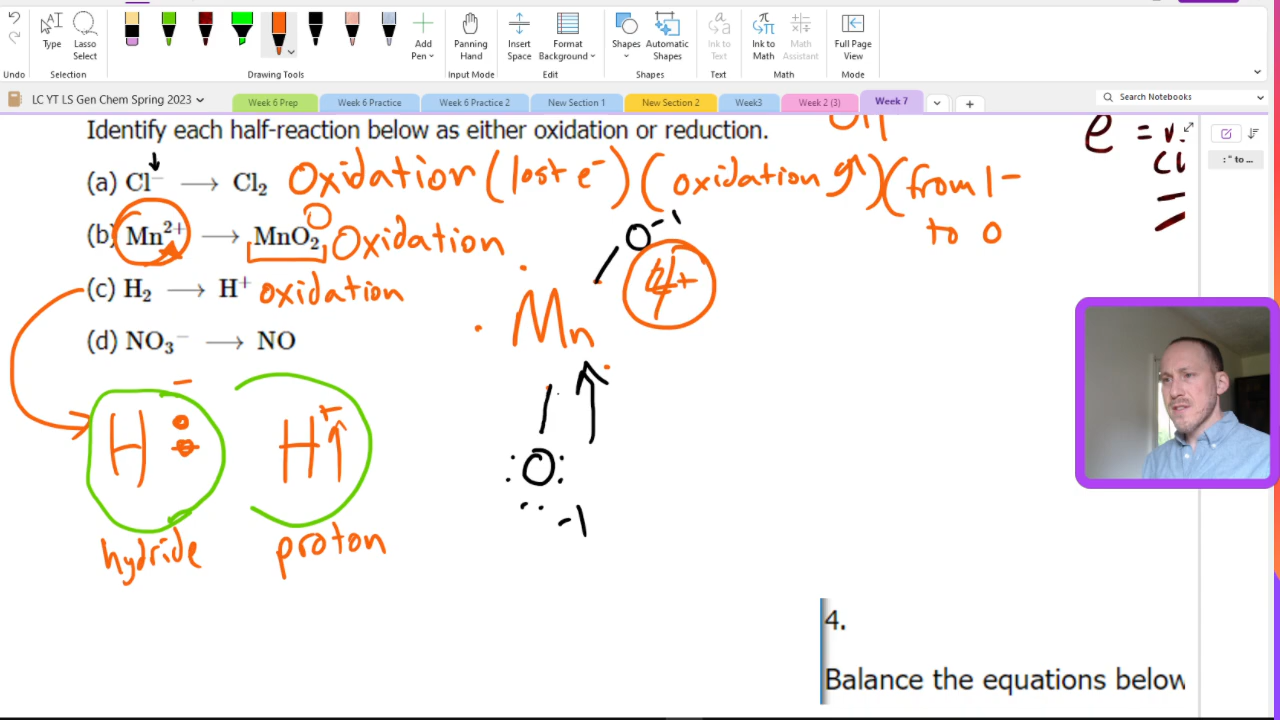 Undo
Type
Lasso Select
Selection
Drawing Tools
Add Pen
Panning Hand
Input Mode
Insert Space
Format Background
Edit
Shapes
Automatic Shapes
Shapes
Ink to Text
Text
Ink to Math
Math Assistant
Math
Full Page View
Mode
LC YT LS Gen Chem Spring 2023
Week 6 Prep
Week 6 Practice
Week 6 Practice 2
New Section 1
New Section 2
Week3
Week 2 (3)
Week 7
Search Notebooks
Identify each half-reaction below as either oxidation or reduction.
(a) Cl⁻ → Cl₂ Oxidation (lost e⁻) (oxidation ↑) (from 1-
to 0
(b) Mn²⁺ → MnO₂ Oxidation
O⁻¹
4+
(c) H₂ → H⁺ oxidation
Mn
(d) NO₃⁻ → NO
H⁻
H⁺
O
-1
hydride
proton
e =
: " to ...
4.
Balance the equations below